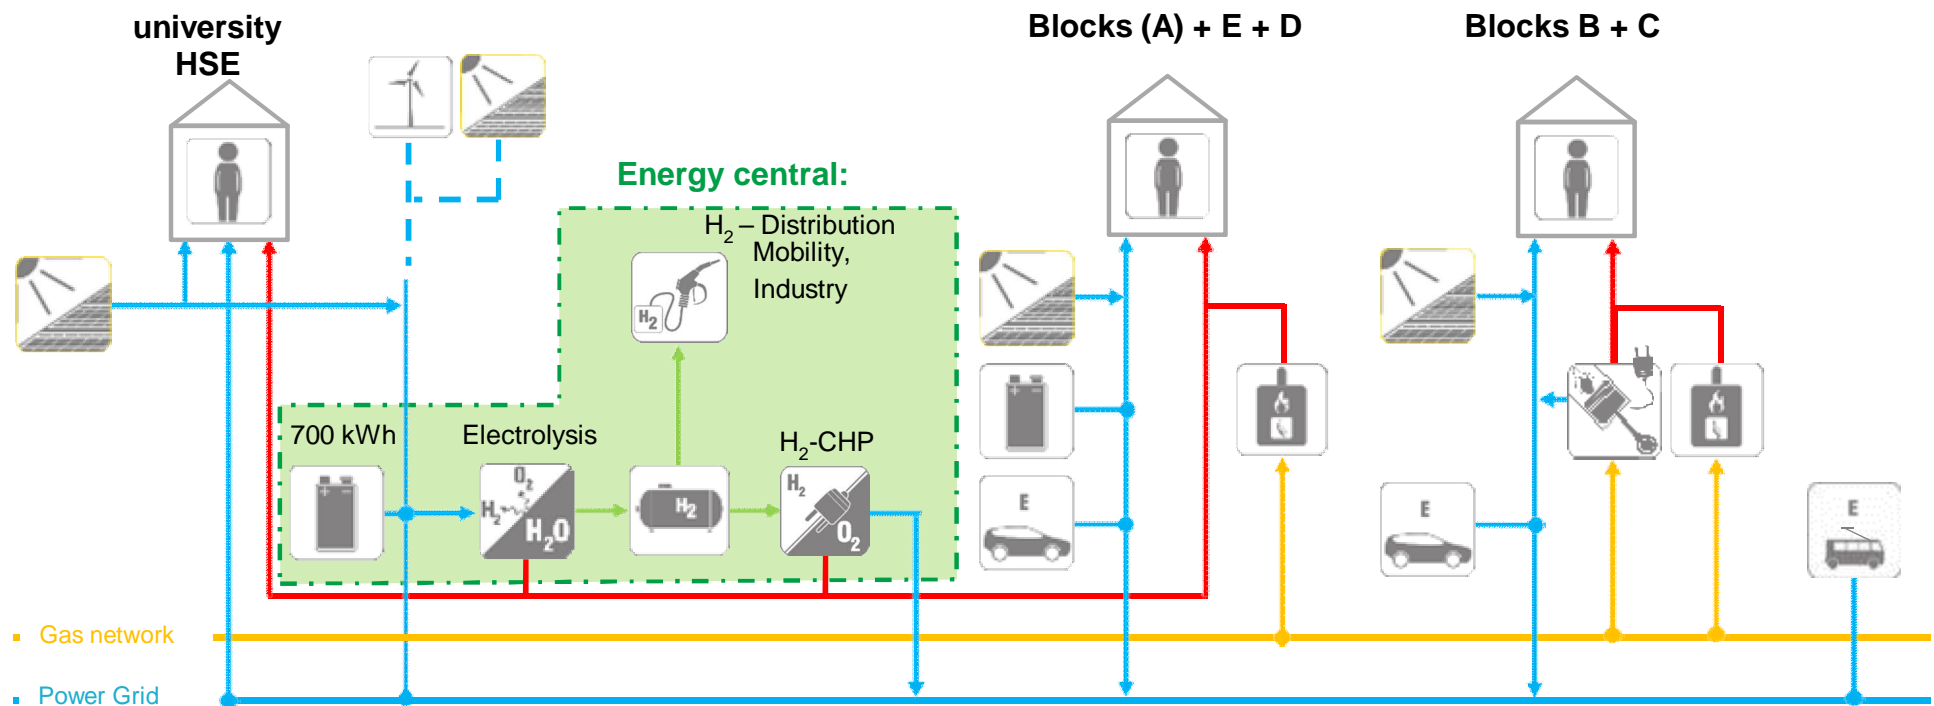 university
HSE
Blocks (A) + E + D
Blocks B + C
Energy central:
H2 – Distribution
Mobility,
Industry
H2
700 kWh
Electrolysis
H2-CHP
O2
H2
H2O
H2
H2
O2
E
E
E
Gas network
Power Grid